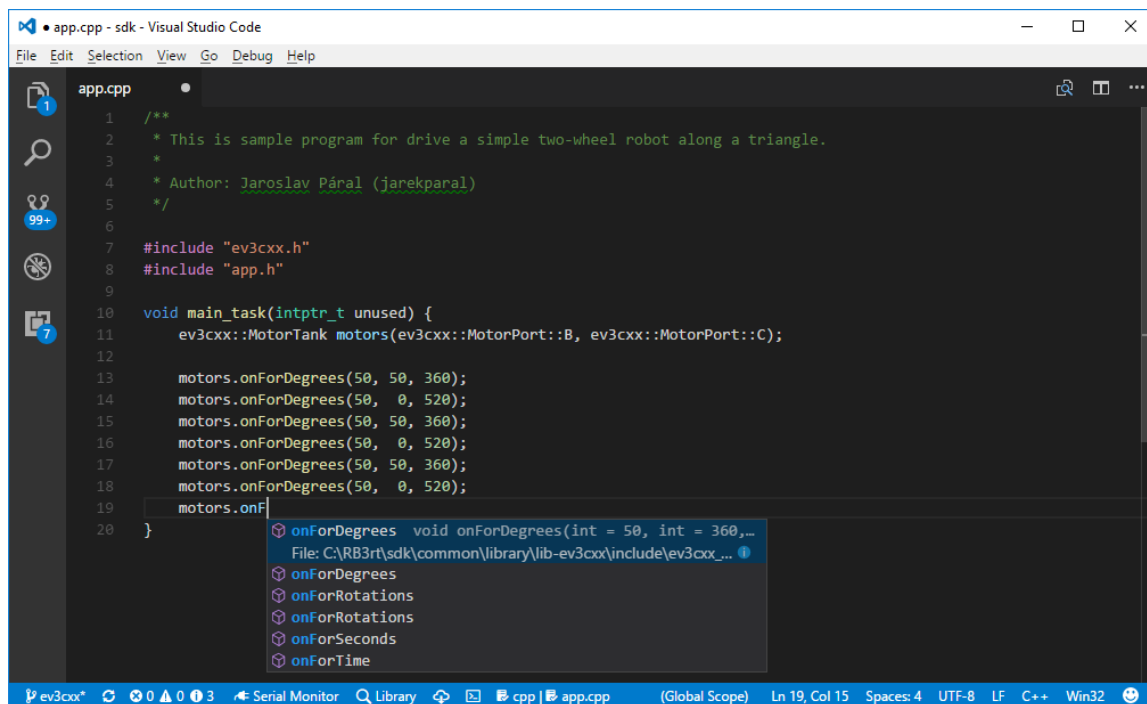 ● app.cpp - sdk - Visual Studio Code
File Edit Selection View Go Debug Help
1
app.cpp ●
1 /**
2 * This is sample program for drive a simple two-wheel robot along a triangle.
3 *
4 * Author: Jaroslav Páral (jarekparal)
5 */
99+
6
7 #include "ev3cxx.h"
8 #include "app.h"
9
10 void main_task(intptr_t unused) {
7
11 ev3cxx::MotorTank motors(ev3cxx::MotorPort::B, ev3cxx::MotorPort::C);
12
13 motors.onForDegrees(50, 50, 360);
14 motors.onForDegrees(50,  0, 520);
15 motors.onForDegrees(50, 50, 360);
16 motors.onForDegrees(50,  0, 520);
17 motors.onForDegrees(50, 50, 360);
18 motors.onForDegrees(50,  0, 520);
19 motors.onF
20 }
onForDegrees void onForDegrees(int = 50, int = 360,…
File: C:\RB3rt\sdk\common\library\lib-ev3cxx\include\ev3cxx_...
onForDegrees
onForRotations
onForRotations
onForSeconds
onForTime
ev3cxx* 0 0 3 Serial Monitor Library cpp | app.cpp (Global Scope) Ln 19, Col 15 Spaces: 4 UTF-8 LF C++ Win32